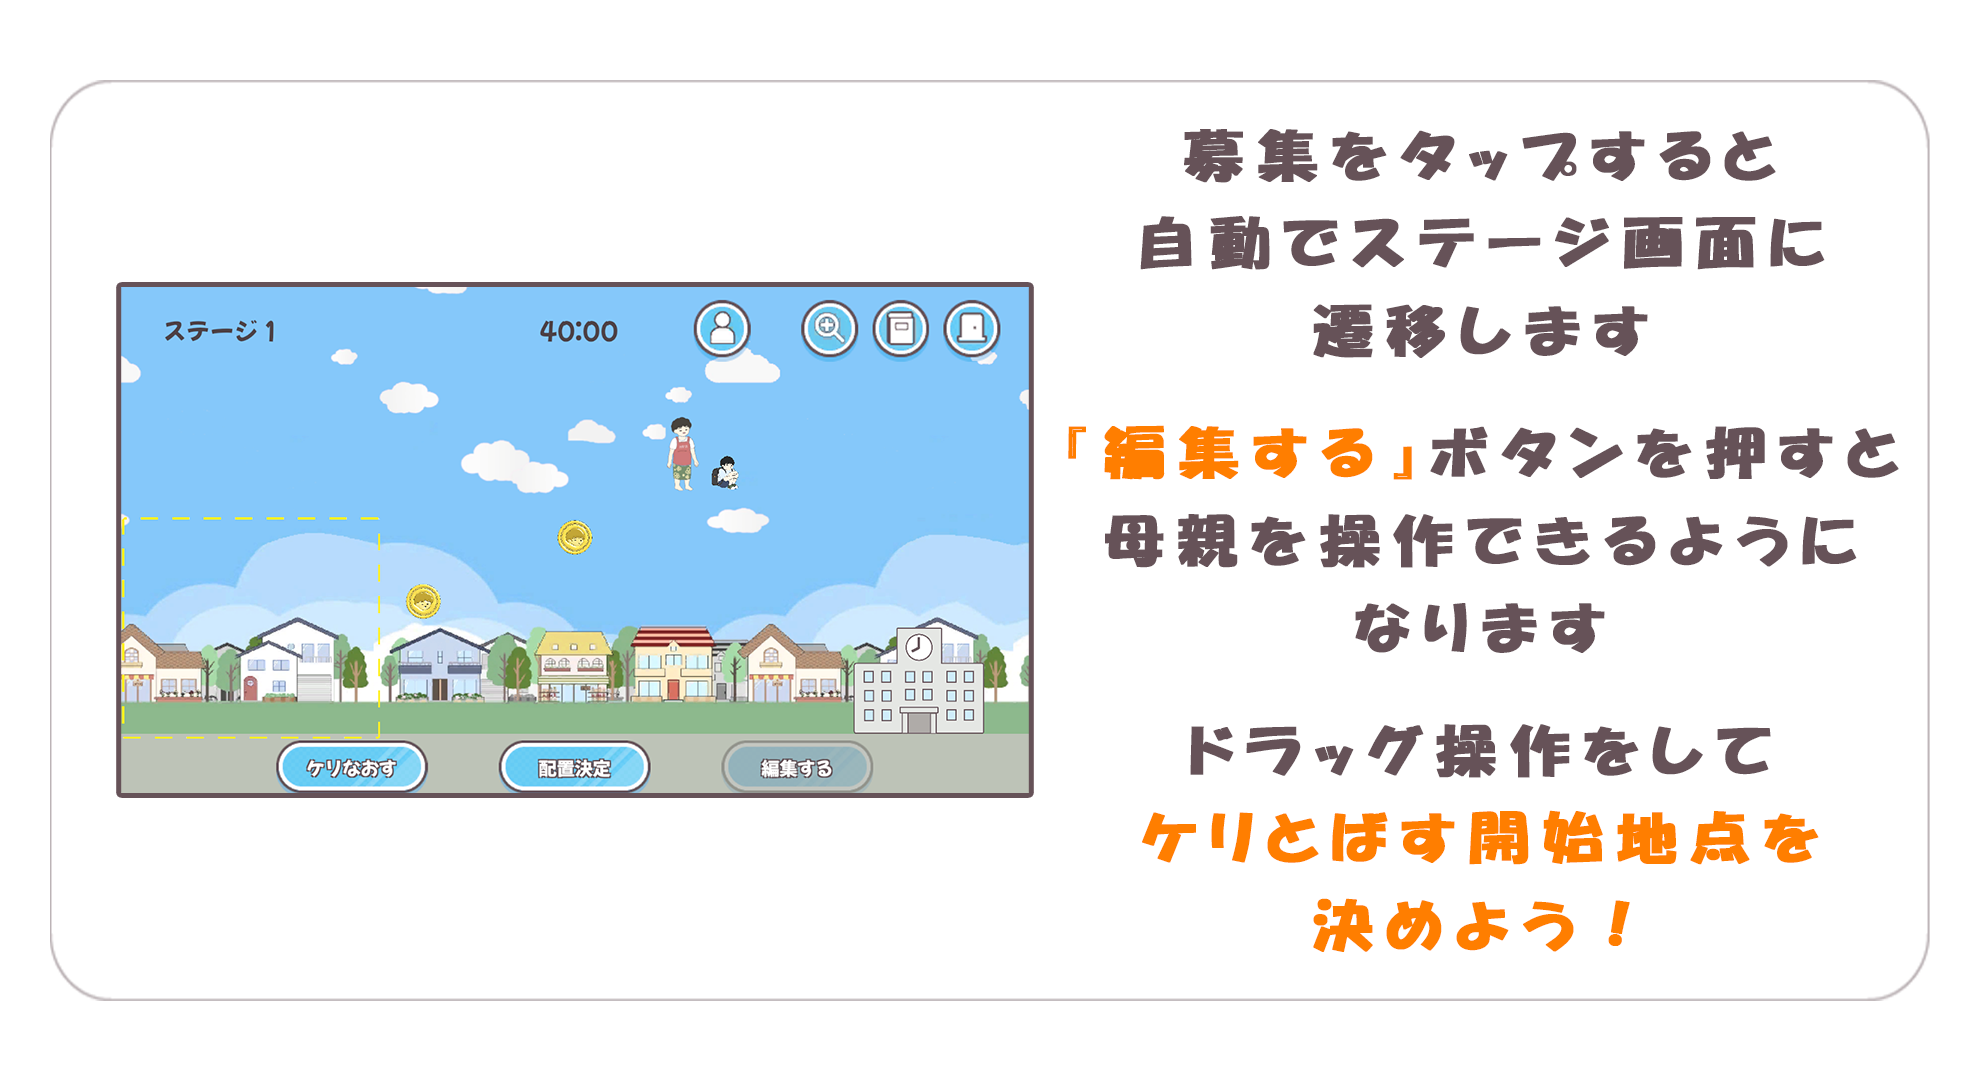 ステージ 1
40:00
ケリなおす
配置決定
編集する
募集をタップすると
自動でステージ画面に
遷移します
『編集する』ボタンを押すと
母親を操作できるように
なります
ドラッグ操作をして
ケリとばす開始地点を
決めよう！